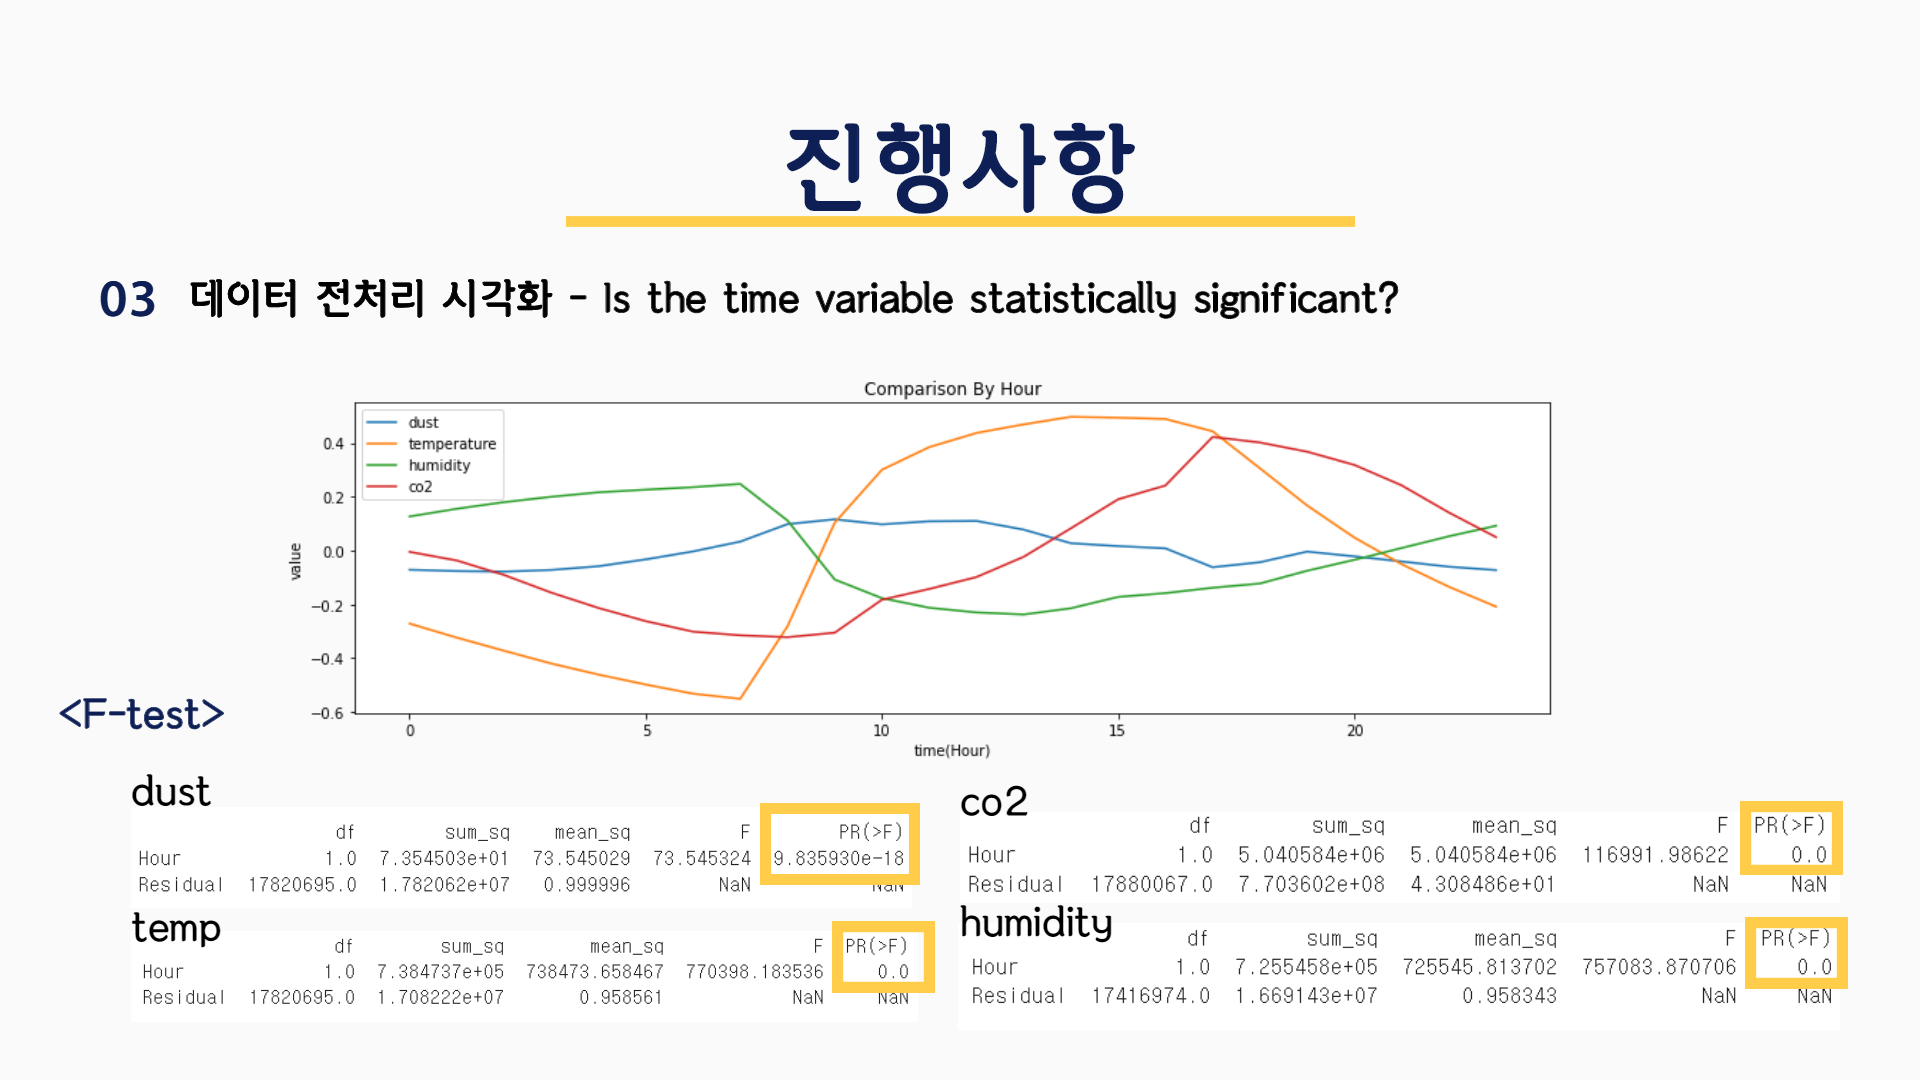 진행사항
03 데이터 전처리 시각화 - Is the time variable statistically significant?
Comparison By Hour
dust
temperature
humidity
co2
0.4
0.2
0.0
−0.2
−0.4
−0.6
value
0 5 10 15 20
time(Hour)
<F-test>
dust
df sum_sq mean_sq F PR(>F)
Hour 1.0 7.354503e+01 73.545029 73.545324 9.835930e-18
Residual 17820695.0 1.782062e+07 0.999996 NaN NaN
temp
df sum_sq mean_sq F PR(>F)
Hour 1.0 7.384737e+05 738473.658467 770398.183536 0.0
Residual 17820695.0 1.708222e+07 0.958561 NaN NaN
co2
df sum_sq mean_sq F PR(>F)
Hour 1.0 5.040584e+06 5.040584e+06 116991.98622 0.0
Residual 17880067.0 7.703602e+08 4.308486e+01 NaN NaN
humidity
df sum_sq mean_sq F PR(>F)
Hour 1.0 7.255458e+05 725545.813702 757083.870706 0.0
Residual 17416974.0 1.669143e+07 0.958343 NaN NaN